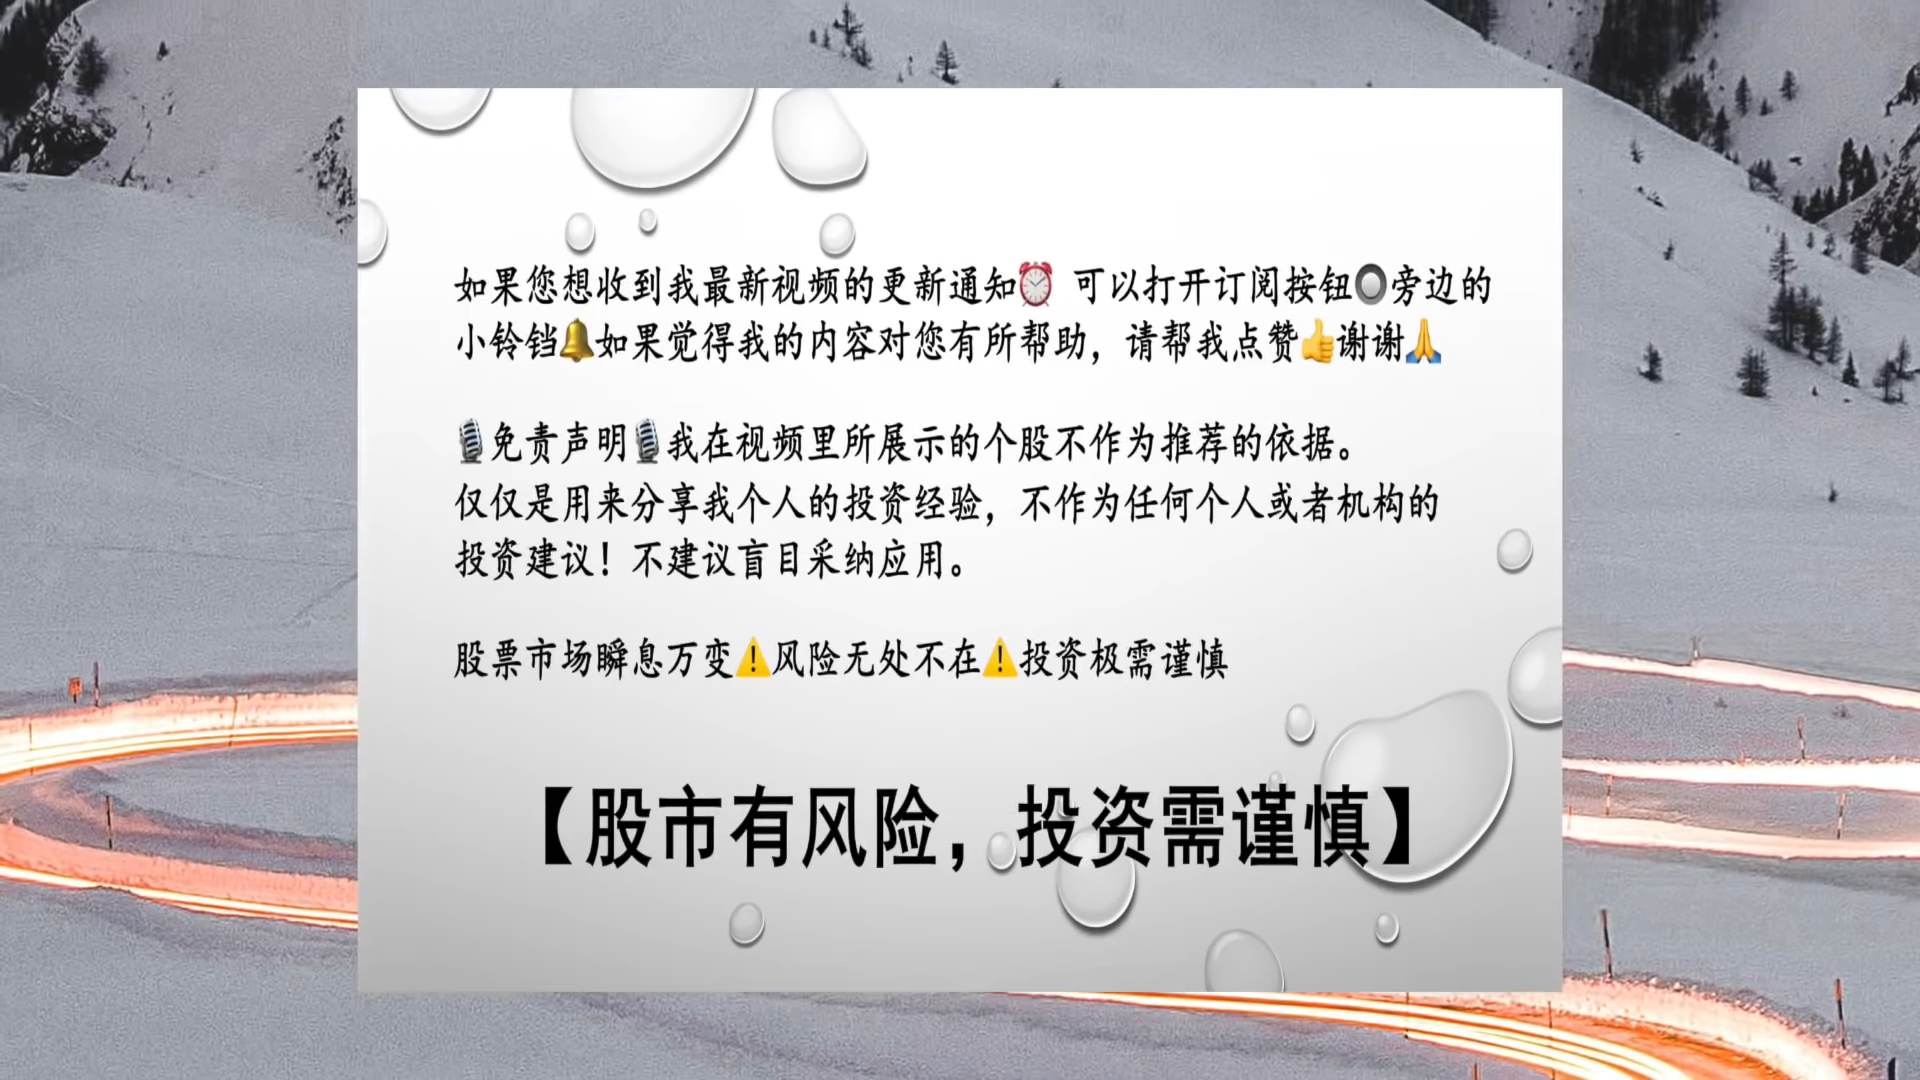 如果您想收到我最新视频的更新通知⏰ 可以打开订阅按钮🔘旁边的
小铃铛🔔如果觉得我的内容对您有所帮助，请帮我点赞👍谢谢🙏
🎙️免责声明🎙️我在视频里所展示的个股不作为推荐的依据。
仅仅是用来分享我个人的投资经验，不作为任何个人或者机构的
投资建议！不建议盲目采纳应用。
股票市场瞬息万变⚠️风险无处不在⚠️投资极需谨慎
【股市有风险，投资需谨慎】